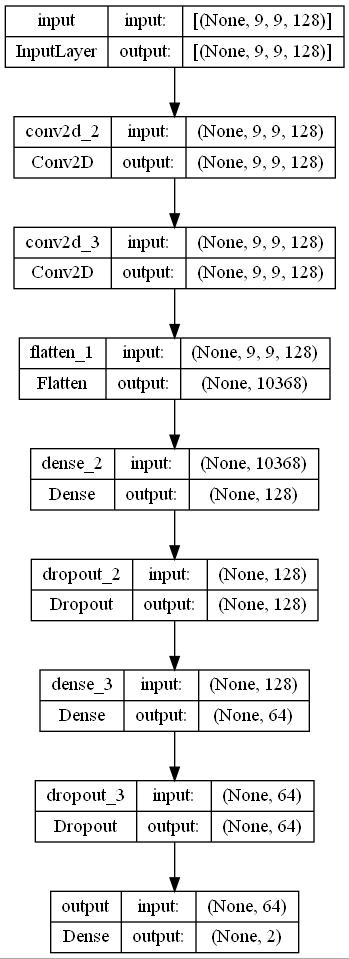 input input: [(None, 9, 9, 128)]
InputLayer output: [(None, 9, 9, 128)]
conv2d_2 input: (None, 9, 9, 128)
Conv2D output: (None, 9, 9, 128)
conv2d_3 input: (None, 9, 9, 128)
Conv2D output: (None, 9, 9, 128)
flatten_1 input: (None, 9, 9, 128)
Flatten output: (None, 10368)
dense_2 input: (None, 10368)
Dense output: (None, 128)
dropout_2 input: (None, 128)
Dropout output: (None, 128)
dense_3 input: (None, 128)
Dense output: (None, 64)
dropout_3 input: (None, 64)
Dropout output: (None, 64)
output input: (None, 64)
Dense output: (None, 2)